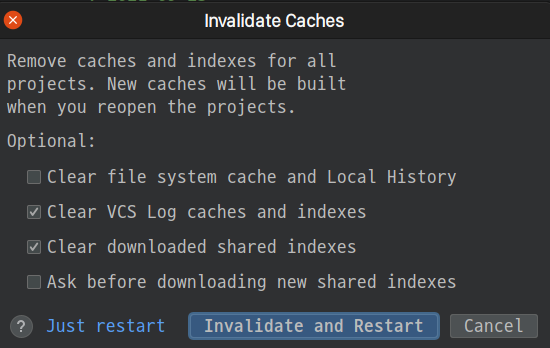 Invalidate Caches
Remove caches and indexes for all
projects. New caches will be built
when you reopen the projects.
Optional:
Clear file system cache and Local History
Clear VCS Log caches and indexes
Clear downloaded shared indexes
Ask before downloading new shared indexes
? Just restart Invalidate and Restart Cancel